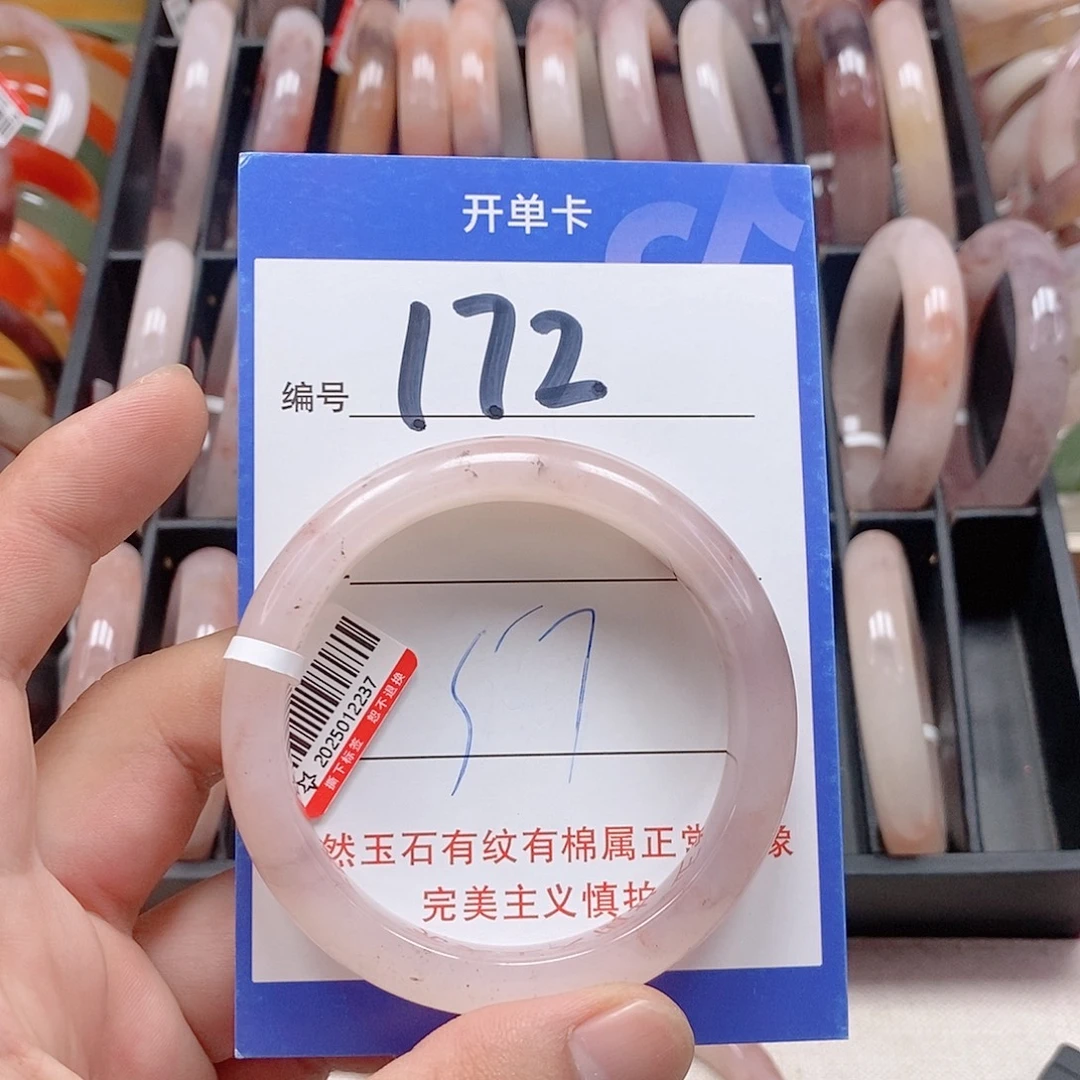 开单卡
编号 172
57
2025012237
撕下标签 恕不退换
然玉石有纹有棉属正常 象
完美主义慎拍